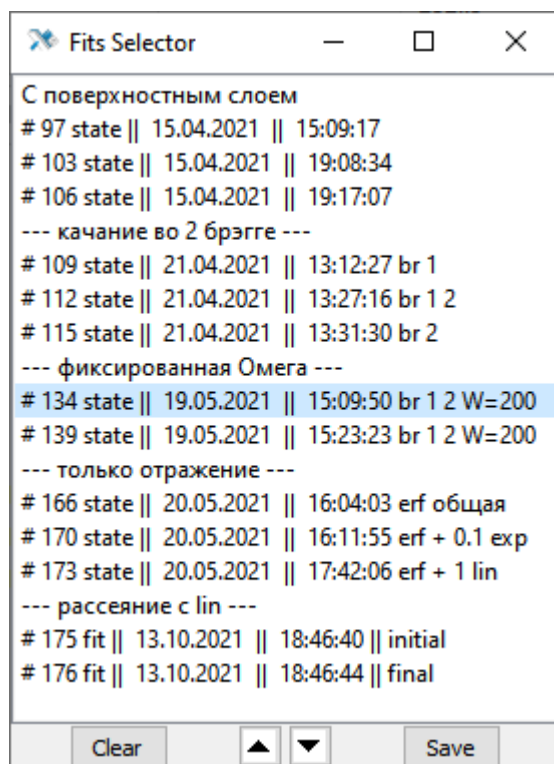 Fits Selector
С поверхностным слоем
# 97 state || 15.04.2021 || 15:09:17
# 103 state || 15.04.2021 || 19:08:34
# 106 state || 15.04.2021 || 19:17:07
--- качание во 2 брэгге ---
# 109 state || 21.04.2021 || 13:12:27 br 1
# 112 state || 21.04.2021 || 13:27:16 br 1 2
# 115 state || 21.04.2021 || 13:31:30 br 2
--- фиксированная Омега ---
# 134 state || 19.05.2021 || 15:09:50 br 1 2 W=200
# 139 state || 19.05.2021 || 15:23:23 br 1 2 W=200
--- только отражение ---
# 166 state || 20.05.2021 || 16:04:03 erf общая
# 170 state || 20.05.2021 || 16:11:55 erf + 0.1 exp
# 173 state || 20.05.2021 || 17:42:06 erf + 1 lin
--- рассеяние с lin ---
# 175 fit || 13.10.2021 || 18:46:40 || initial
# 176 fit || 13.10.2021 || 18:46:44 || final
Clear ▲ ▼ Save